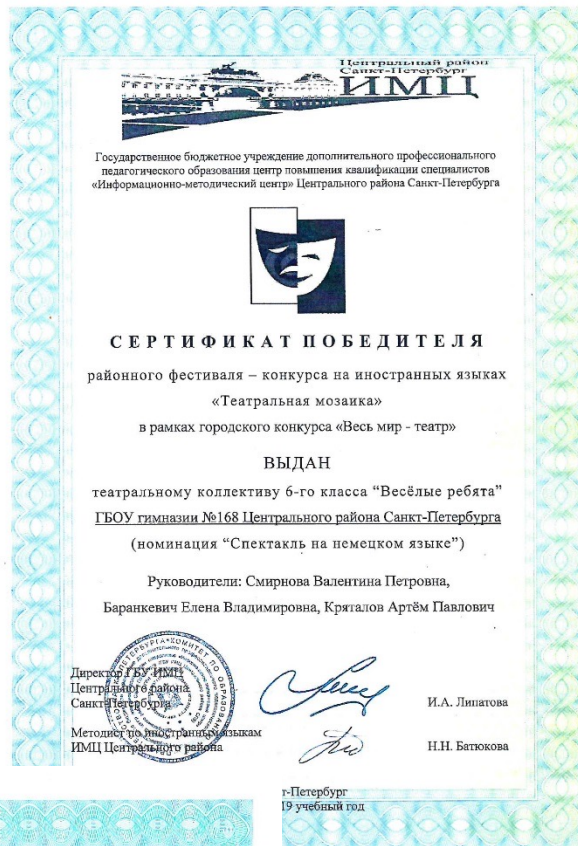 Центральный район
Санкт-Петербург
ИМЦ
Государственное бюджетное учреждение дополнительного профессионального
педагогического образования центр повышения квалификации специалистов
«Информационно-методический центр» Центрального района Санкт-Петербурга
СЕРТИФИКАТ ПОБЕДИТЕЛЯ
районного фестиваля – конкурса на иностранных языках
«Театральная мозаика»
в рамках городского конкурса «Весь мир - театр»
ВЫДАН
театральному коллективу 6-го класса “Весёлые ребята”
ГБОУ гимназии №168 Центрального района Санкт-Петербурга
(номинация “Спектакль на немецком языке”)
Руководители: Смирнова Валентина Петровна,
Баранкевич Елена Владимировна, Кряталов Артём Павлович
Директор ГБУ ИМЦ
Центрального района
Санкт-Петербурга
И.А. Липатова
Методист по иностранным языкам
ИМЦ Центрального района
Н.Н. Батюкова
г-Петербург
19 учебный год